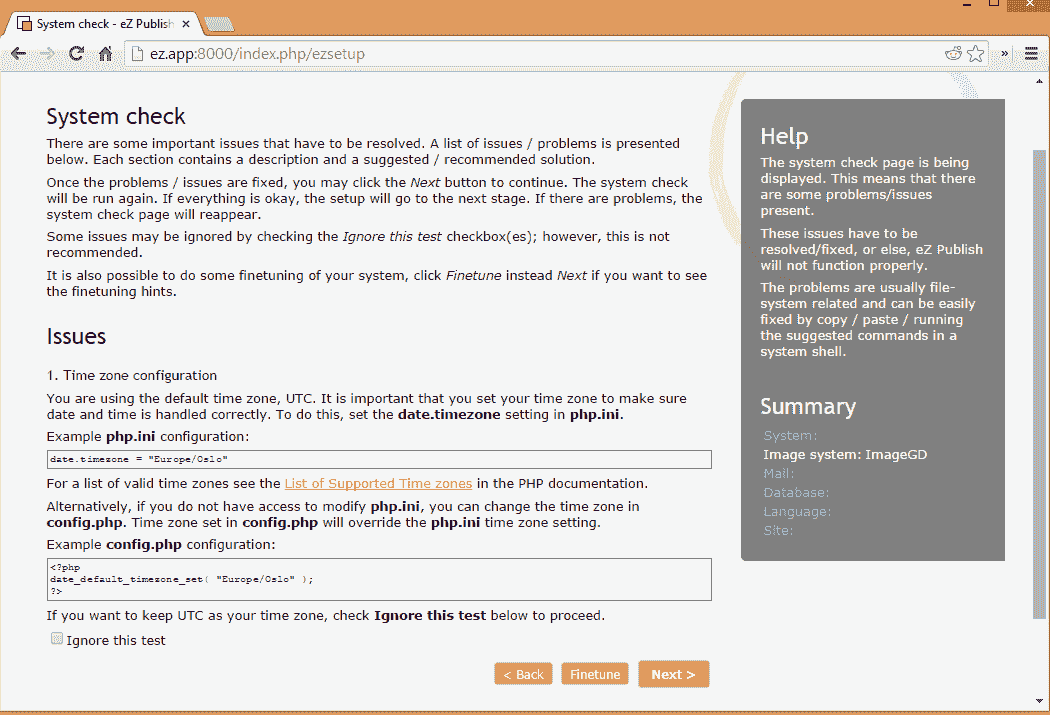 System check - eZ Publish
ez.app:8000/index.php/ezsetup
System check
There are some important issues that have to be resolved. A list of issues / problems is presented
below. Each section contains a description and a suggested / recommended solution.
Once the problems / issues are fixed, you may click the Next button to continue. The system check
will be run again. If everything is okay, the setup will go to the next stage. If there are problems, the
system check page will reappear.
Some issues may be ignored by checking the Ignore this test checkbox(es); however, this is not
recommended.
It is also possible to do some finetuning of your system, click Finetune instead Next if you want to see
the finetuning hints.
Issues
1. Time zone configuration
You are using the default time zone, UTC. It is important that you set your time zone to make sure
date and time is handled correctly. To do this, set the date.timezone setting in php.ini.
Example php.ini configuration:
date.timezone = "Europe/Oslo"
For a list of valid time zones see the List of Supported Time zones in the PHP documentation.
Alternatively, if you do not have access to modify php.ini, you can change the time zone in
config.php. Time zone set in config.php will override the php.ini time zone setting.
Example config.php configuration:
<?php
date_default_timezone_set( "Europe/Oslo" );
?>
If you want to keep UTC as your time zone, check Ignore this test below to proceed.
Ignore this test
< Back
Finetune
Next >
Help
The system check page is being
displayed. This means that there
are some problems/issues
present.
These issues have to be
resolved/fixed, or else, eZ Publish
will not function properly.
The problems are usually file-
system related and can be easily
fixed by copy / paste / running
the suggested commands in a
system shell.
Summary
System:
Image system: ImageGD
Mail:
Database:
Language:
Site: